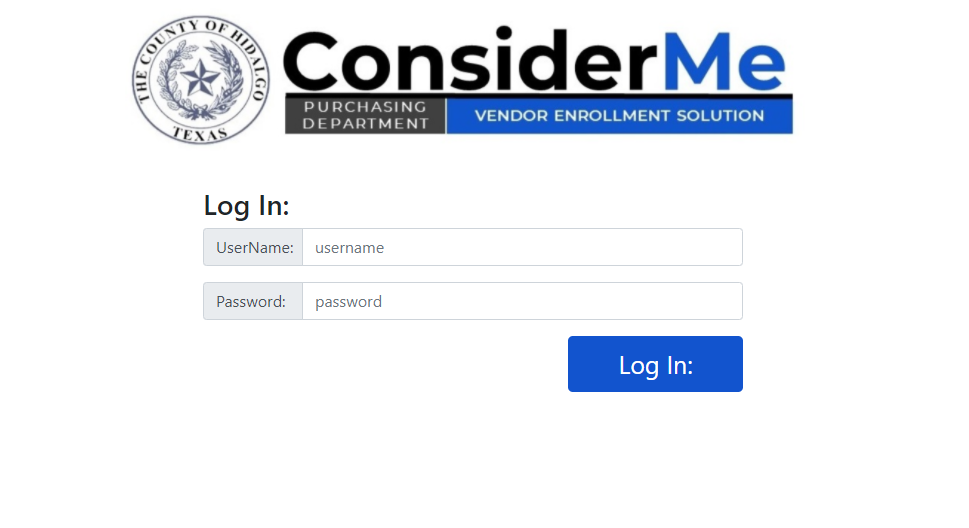 THE COUNTY OF HIDALGO
TEXAS
ConsiderMe
PURCHASING DEPARTMENT
VENDOR ENROLLMENT SOLUTION
Log In:
UserName: username
Password: password
Log In: